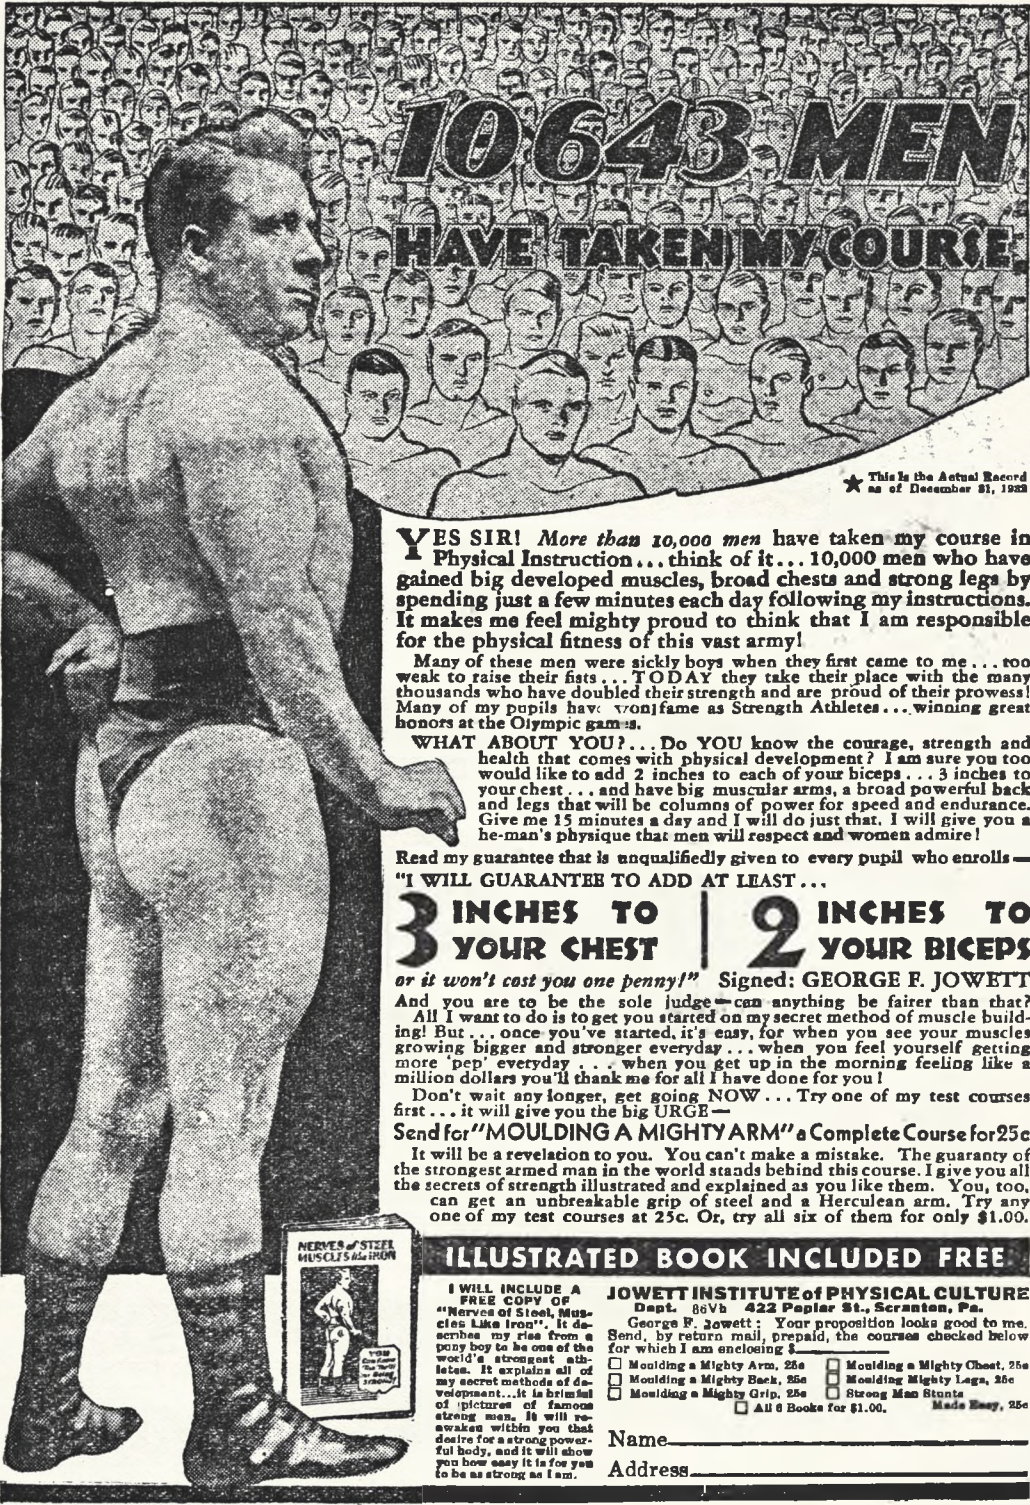 10643 MEN
HAVE TAKEN MY COURSE
★ This Is the Actual Record
as of December 31, 1932
YES SIR! More than 10,000 men have taken my course in
Physical Instruction... think of it... 10,000 men who have
gained big developed muscles, broad chests and strong legs by
spending just a few minutes each day following my instructions.
It makes me feel mighty proud to think that I am responsible
for the physical fitness of this vast army!
Many of these men were sickly boys when they first came to me... too
weak to raise their fists... TODAY they take their place with the many
thousands who have doubled their strength and are proud of their prowess!
Many of my pupils have won fame as Strength Athletes... winning great
honors at the Olympic games.
WHAT ABOUT YOU?... Do YOU know the courage, strength and
health that comes with physical development? I am sure you too
would like to add 2 inches to each of your biceps... 3 inches to
your chest... and have big muscular arms, a broad powerful back
and legs that will be columns of power for speed and endurance.
Give me 15 minutes a day and I will do just that. I will give you a
he-man's physique that men will respect and women admire!
Read my guarantee that is unqualifiedly given to every pupil who enrolls—
"I WILL GUARANTEE TO ADD AT LEAST...
3 INCHES TO YOUR CHEST | 2 INCHES TO YOUR BICEPS
or it won't cost you one penny!" Signed: GEORGE F. JOWETT
And you are to be the sole judge—can anything be fairer than that?
All I want to do is to get you started on my secret method of muscle build-
ing! But... once you've started, it's easy, for when you see your muscles
growing bigger and stronger everyday... when you feel yourself getting
more 'pep' everyday... when you get up in the morning feeling like a
million dollars you'll thank me for all I have done for you!
Don't wait any longer, get going NOW... Try one of my test courses
first... it will give you the big URGE—
Send for "MOULDING A MIGHTY ARM" a Complete Course for 25c
It will be a revelation to you. You can't make a mistake. The guaranty of
the strongest armed man in the world stands behind this course. I give you all
the secrets of strength illustrated and explained as you like them. You, too,
can get an unbreakable grip of steel and a Herculean arm. Try any
one of my test courses at 25c. Or, try all six of them for only $1.00.
NERVES of STEEL
MUSCLES like IRON
ILLUSTRATED BOOK INCLUDED FREE
I WILL INCLUDE A
FREE COPY OF
"Nerves of Steel, Mus-
cles Like Iron". It de-
scribes my rise from a
puny boy to be one of the
world's strongest ath-
letes. It explains all of
my secret methods of de-
velopment...it is brimful
of pictures of famous
strong men. It will re-
awaken within you that
desire for a strong power-
ful body, and it will show
you how easy it is for you
to be as strong as I am.
JOWETT INSTITUTE of PHYSICAL CULTURE
Dept. 86Vb 422 Poplar St., Scranton, Pa.
George F. Jowett: Your proposition looks good to me.
Send, by return mail, prepaid, the courses checked below
for which I am enclosing $
Moulding a Mighty Arm, 25c
Moulding a Mighty Back, 25c
Moulding a Mighty Grip, 25c
Moulding a Mighty Chest, 25c
Moulding a Mighty Legs, 25c
Strong Man Stunts
Made Easy, 25c
All 6 Books for $1.00.
Name
Address